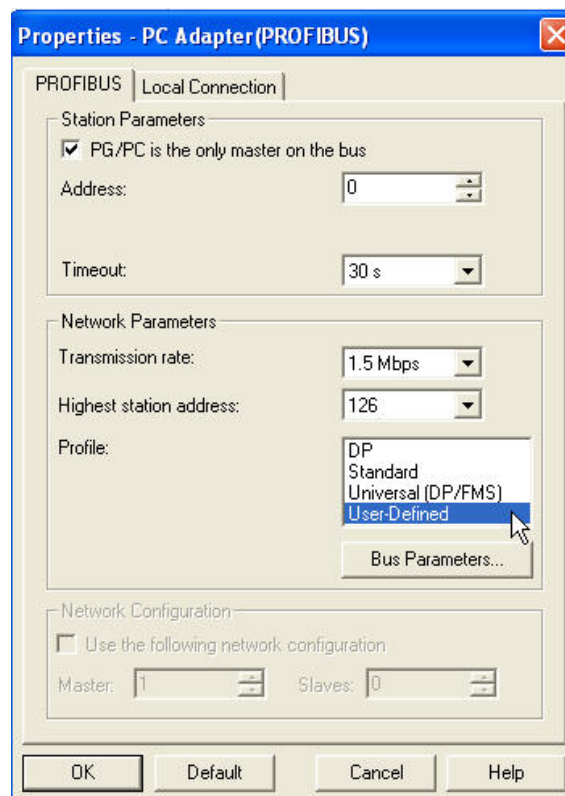 Properties - PC Adapter(PROFIBUS)
PROFIBUS Local Connection
Station Parameters
PG/PC is the only master on the bus
Address: 0
Timeout: 30 s
Network Parameters
Transmission rate: 1.5 Mbps
Highest station address: 126
Profile: DP
Standard
Universal (DP/FMS)
User-Defined
Bus Parameters...
Network Configuration
Use the following network configuration
Master: 1 Slaves: 0
OK Default Cancel Help